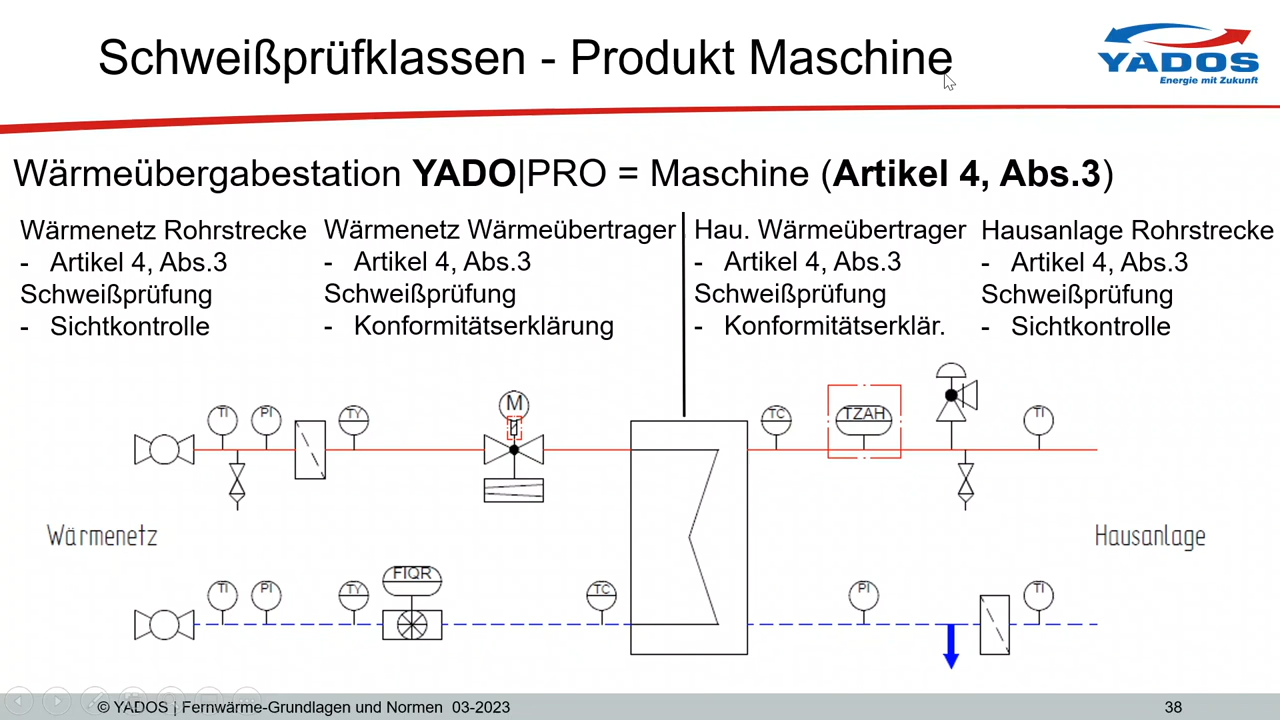 Schweißprüfklassen - Produkt Maschine
YADOS
Energie mit Zukunft
Wärmeübergabestation YADO|PRO = Maschine (Artikel 4, Abs.3)
Wärmenetz Rohrstrecke
- Artikel 4, Abs.3
Schweißprüfung
- Sichtkontrolle
Wärmenetz Wärmeübertrager
- Artikel 4, Abs.3
Schweißprüfung
- Konformitätserklärung
Hau. Wärmeübertrager
- Artikel 4, Abs.3
Schweißprüfung
- Konformitätserklär.
Hausanlage Rohrstrecke
- Artikel 4, Abs.3
Schweißprüfung
- Sichtkontrolle
TI PI TY M TC TZAH TI
Wärmenetz
Hausanlage
TI PI TY FIQR TC PI TI
© YADOS | Fernwärme-Grundlagen und Normen 03-2023
38